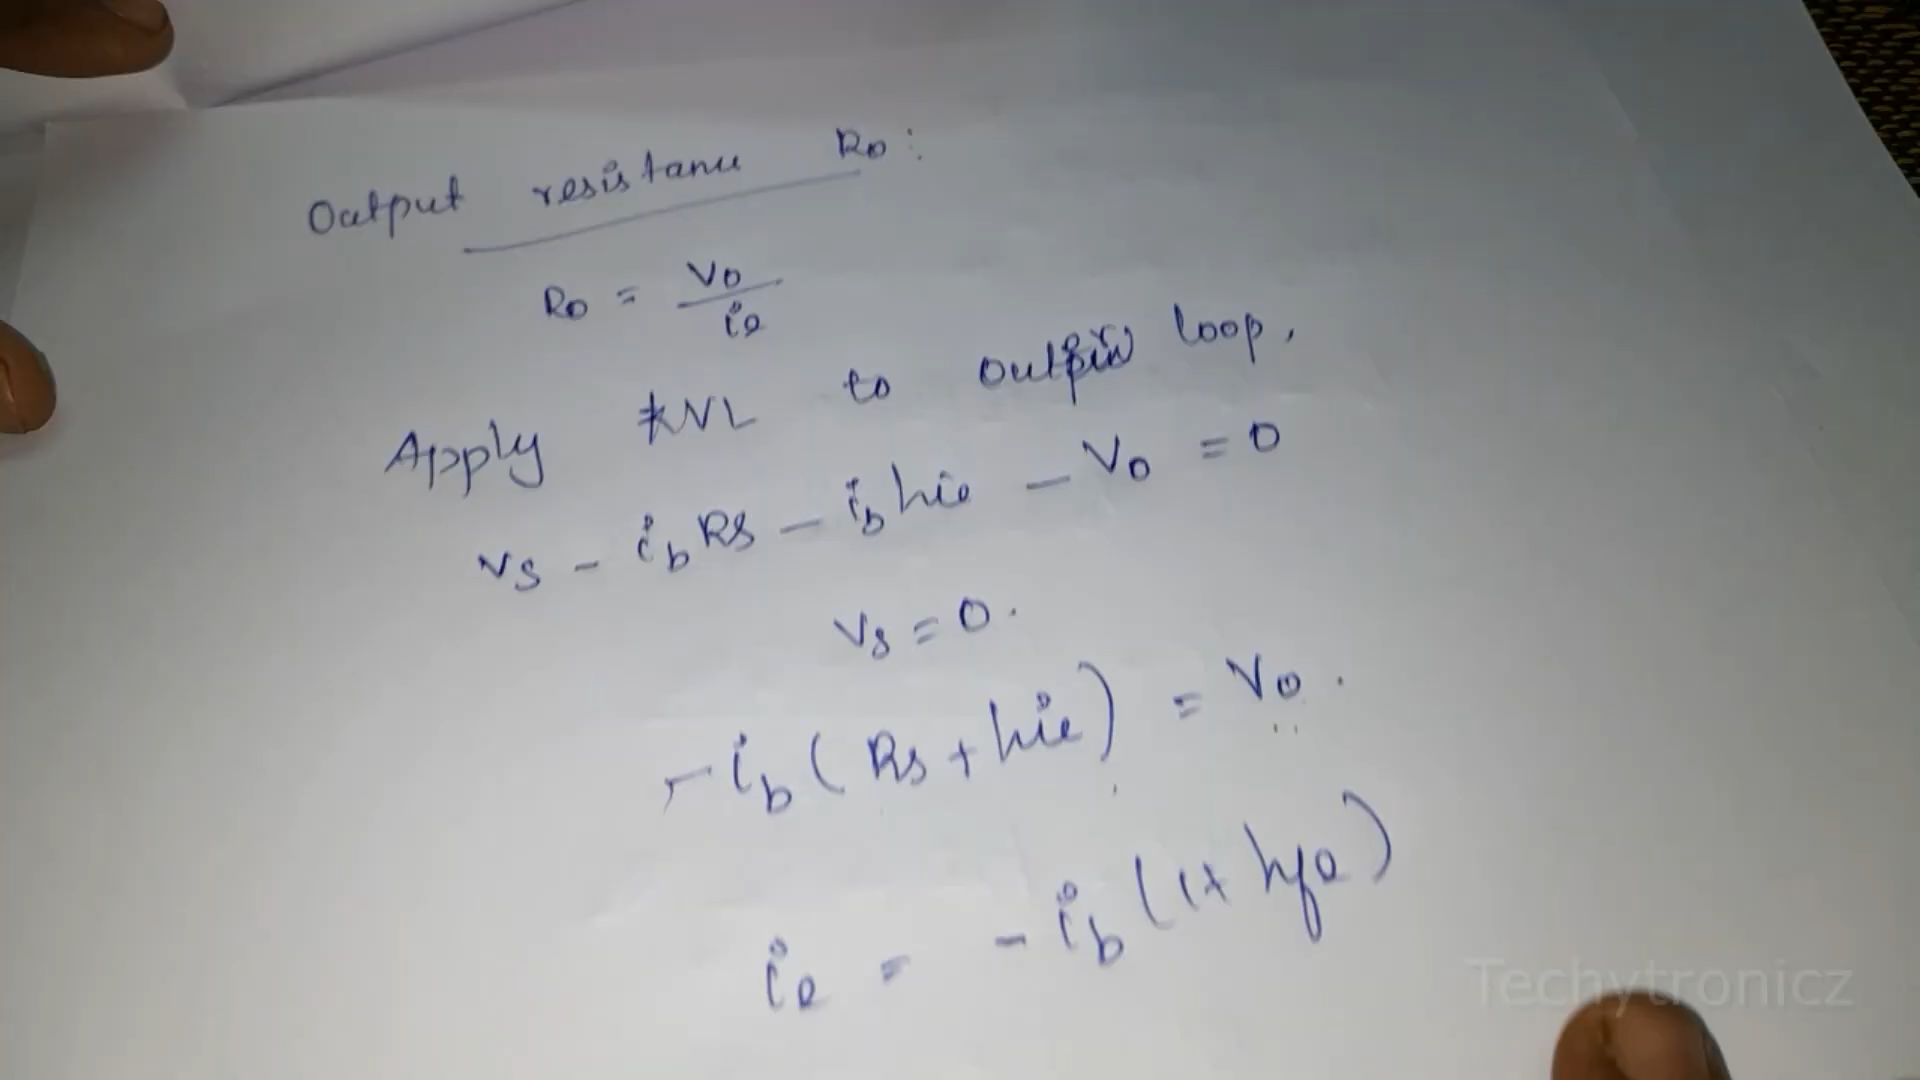 Output resistance Ro:
Ro = Vo / ie
Apply KVL to output loop,
Vs - ib Rs - ib hie - Vo = 0
Vs = 0.
- ib ( Rs + hie ) = Vo.
ie = - ib ( 1 + hfe )
Techytronicz